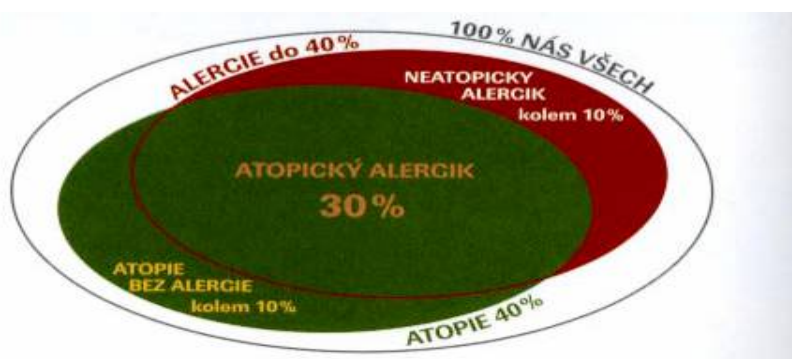 100% NÁS VŠECH
ALERGIE do 40%
NEATOPICKY
ALERGIK
kolem 10%
ATOPICKÝ ALERGIK
30%
ATOPIE
BEZ ALERGIE
kolem 10%
ATOPIE 40%